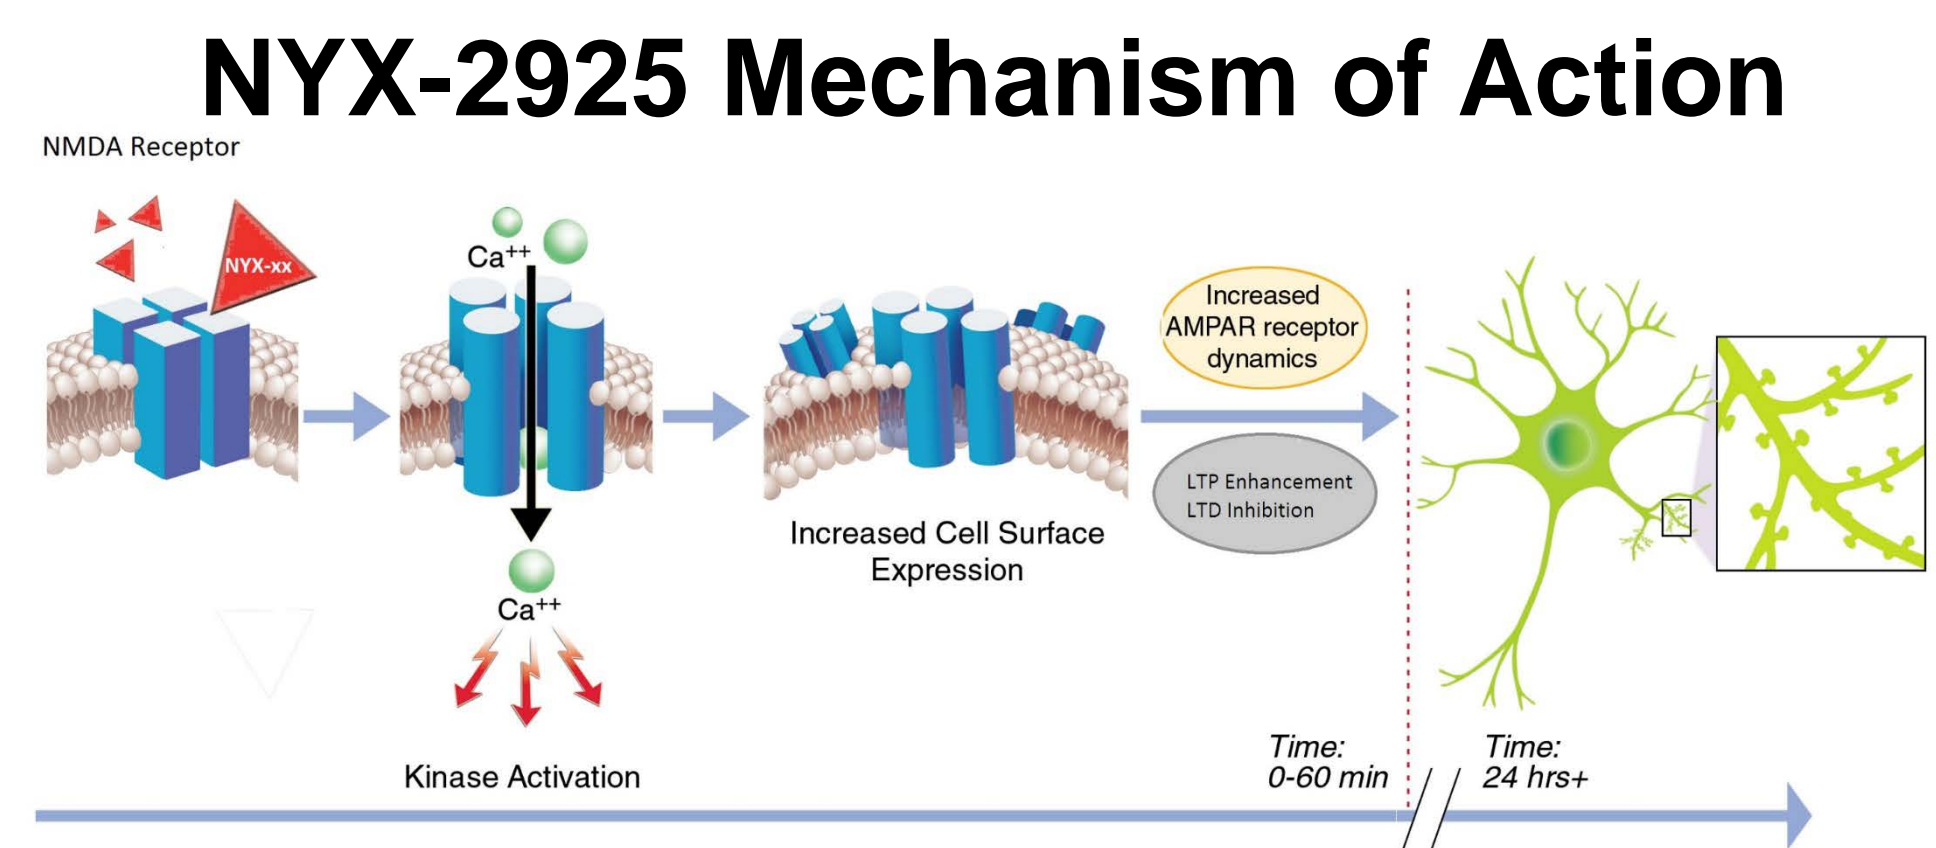 NYX-2925 Mechanism of Action
NMDA Receptor
NYX-xx
Ca++
Ca++
Kinase Activation
Increased Cell Surface
Expression
Increased
AMPAR receptor
dynamics
LTP Enhancement
LTD Inhibition
Time:
0-60 min
Time:
24 hrs+